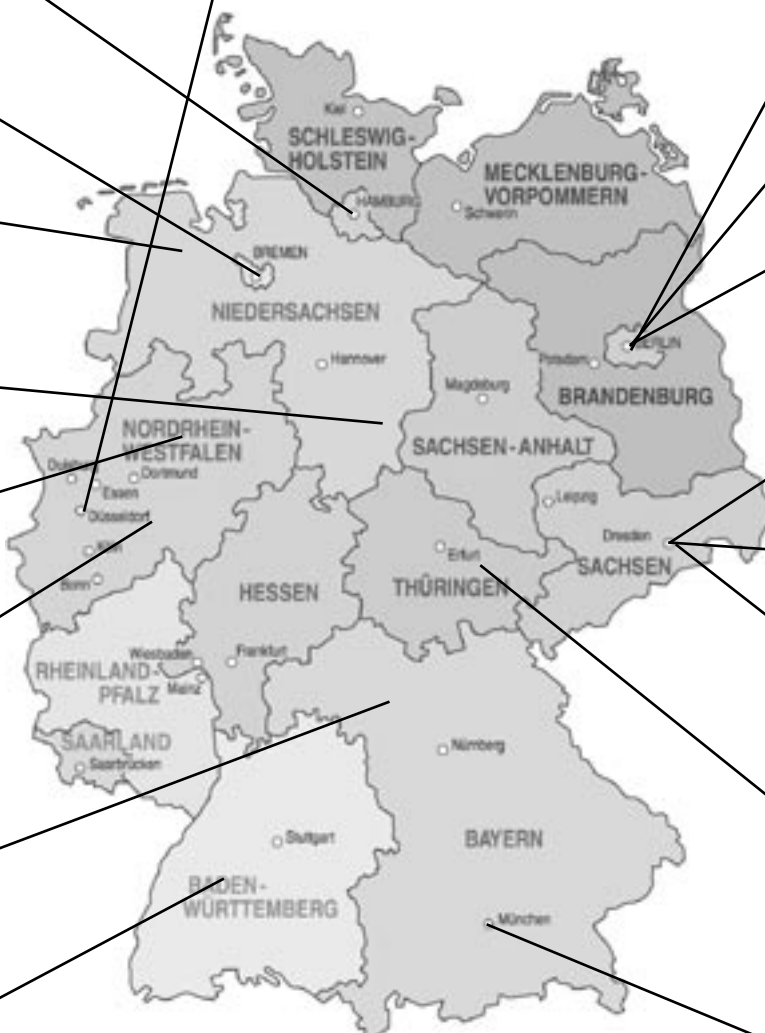 Kiel
SCHLESWIG-
HOLSTEIN
MECKLENBURG-
VORPOMMERN
HAMBURG
Schwerin
BREMEN
NIEDERSACHSEN
BERLIN
Hannover
Potsdam
Magdeburg
BRANDENBURG
NORDRHEIN-
WESTFALEN
SACHSEN-ANHALT
Duisburg
Dortmund
Essen
Leipzig
Düsseldorf
Dresden
Köln
Erfurt
SACHSEN
Bonn
HESSEN
THÜRINGEN
Wiesbaden
Frankfurt
RHEINLAND-
PFALZ
Mainz
SAARLAND
Saarbrücken
Nürnberg
Stuttgart
BAYERN
BADEN-
WÜRTTEMBERG
München